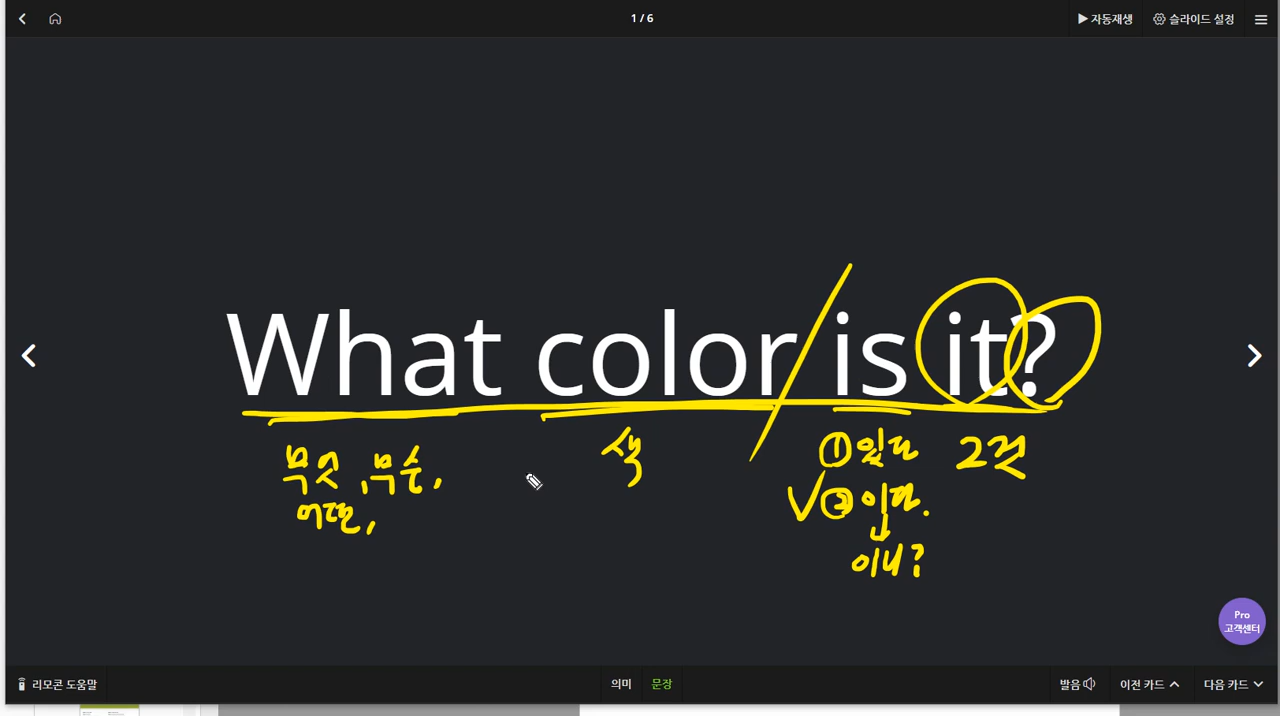 1 / 6
▶ 자동재생
슬라이드 설정
What color is it?
무엇, 무슨,
어떤,
색
① 있다
② 이다.
이니?
그것
Pro
고객센터
리모콘 도움말
의미
문장
발음
이전 카드
다음 카드